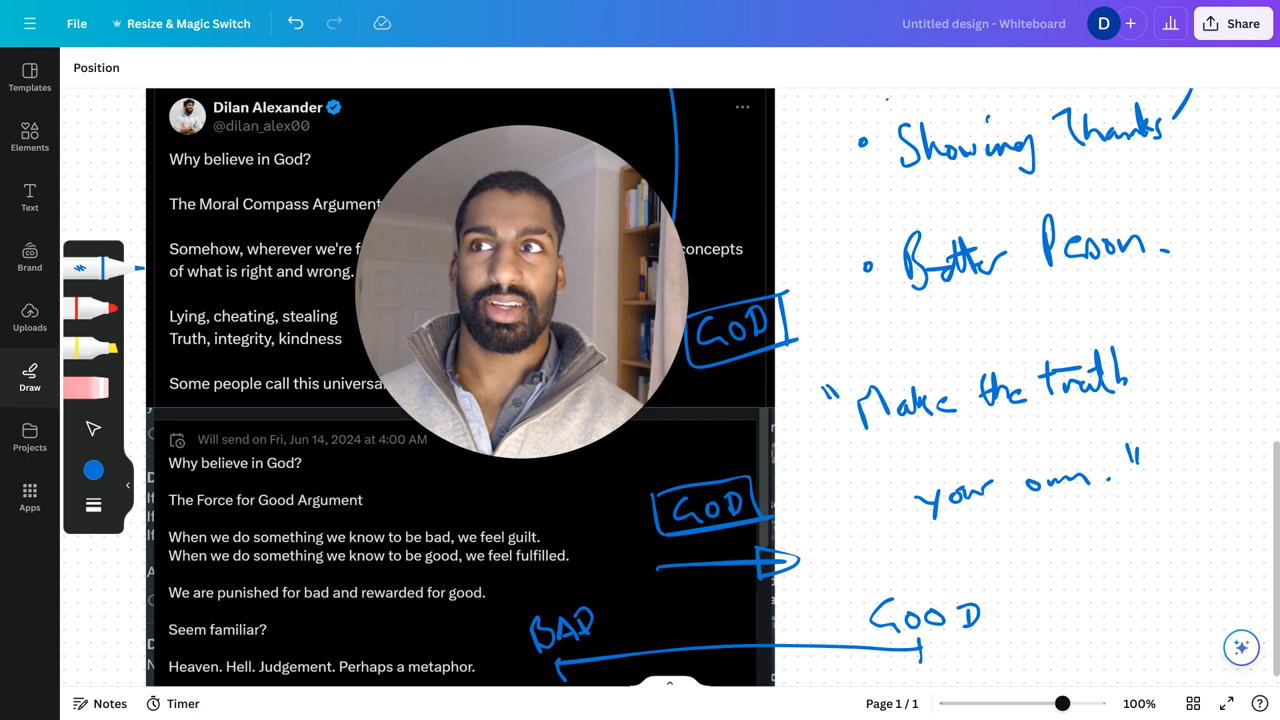 File
Resize & Magic Switch
Untitled design - Whiteboard
D
+
Share
Position
Templates
Elements
Text
Brand
Uploads
Draw
Projects
Apps
Dilan Alexander
@dilan_alex00
Why believe in God?
The Moral Compass Argument
Somehow, wherever we're f concepts
of what is right and wrong.
Lying, cheating, stealing
Truth, integrity, kindness
Some people call this universa
GOD
Will send on Fri, Jun 14, 2024 at 4:00 AM
Why believe in God?
The Force for Good Argument
When we do something we know to be bad, we feel guilt.
When we do something we know to be good, we feel fulfilled.
We are punished for bad and rewarded for good.
Seem familiar?
Heaven. Hell. Judgement. Perhaps a metaphor.
GOD
BAD
GOOD
• Showing Thanks
• Better Person.
"Make the truth
your own."
Notes
Timer
Page 1 / 1
100%